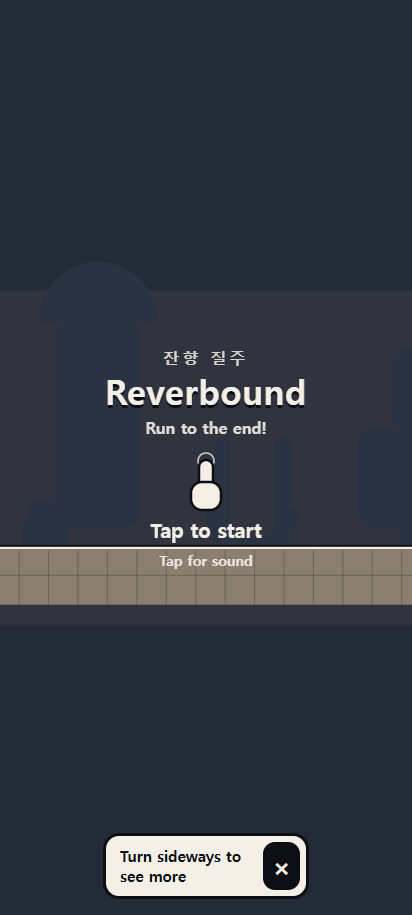 잔향 질주
Reverbound
Run to the end!
Tap to start
Tap for sound
Turn sideways to
see more
×